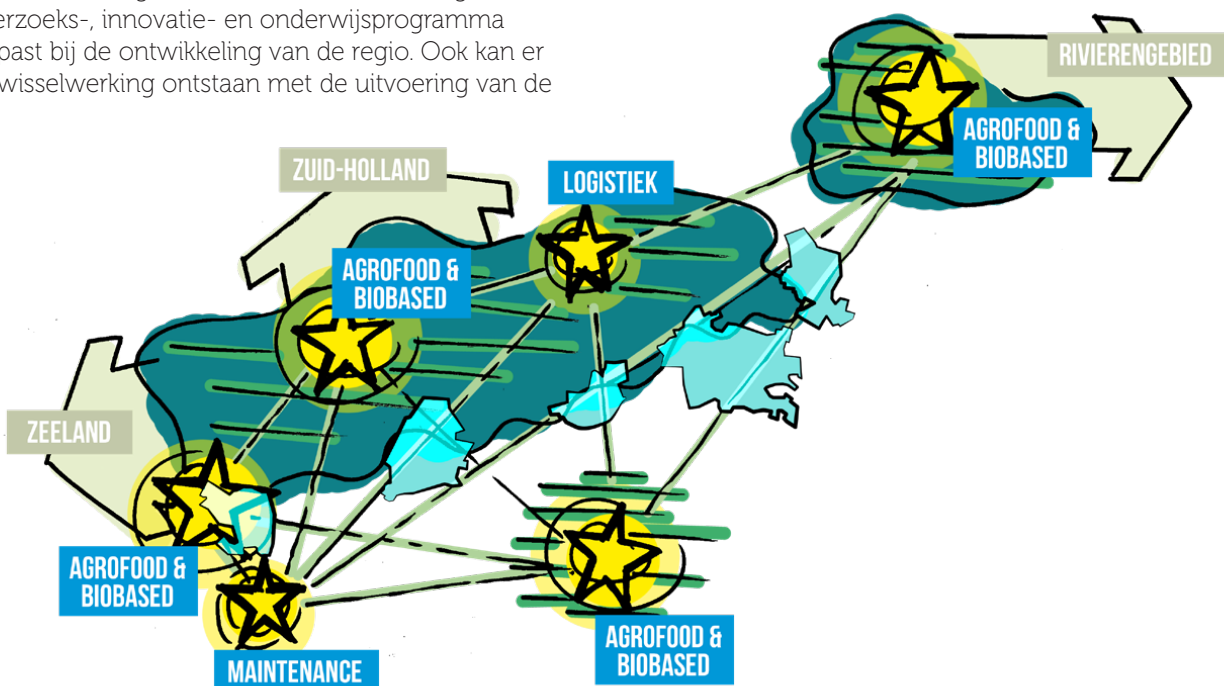 erzoeks-, innovatie- en onderwijsprogramma
past bij de ontwikkeling van de regio. Ook kan er
wisselwerking ontstaan met de uitvoering van de
RIVIERENGEBIED
AGROFOOD &
BIOBASED
ZUID-HOLLAND
LOGISTIEK
AGROFOOD &
BIOBASED
ZEELAND
AGROFOOD &
BIOBASED
MAINTENANCE
AGROFOOD &
BIOBASED